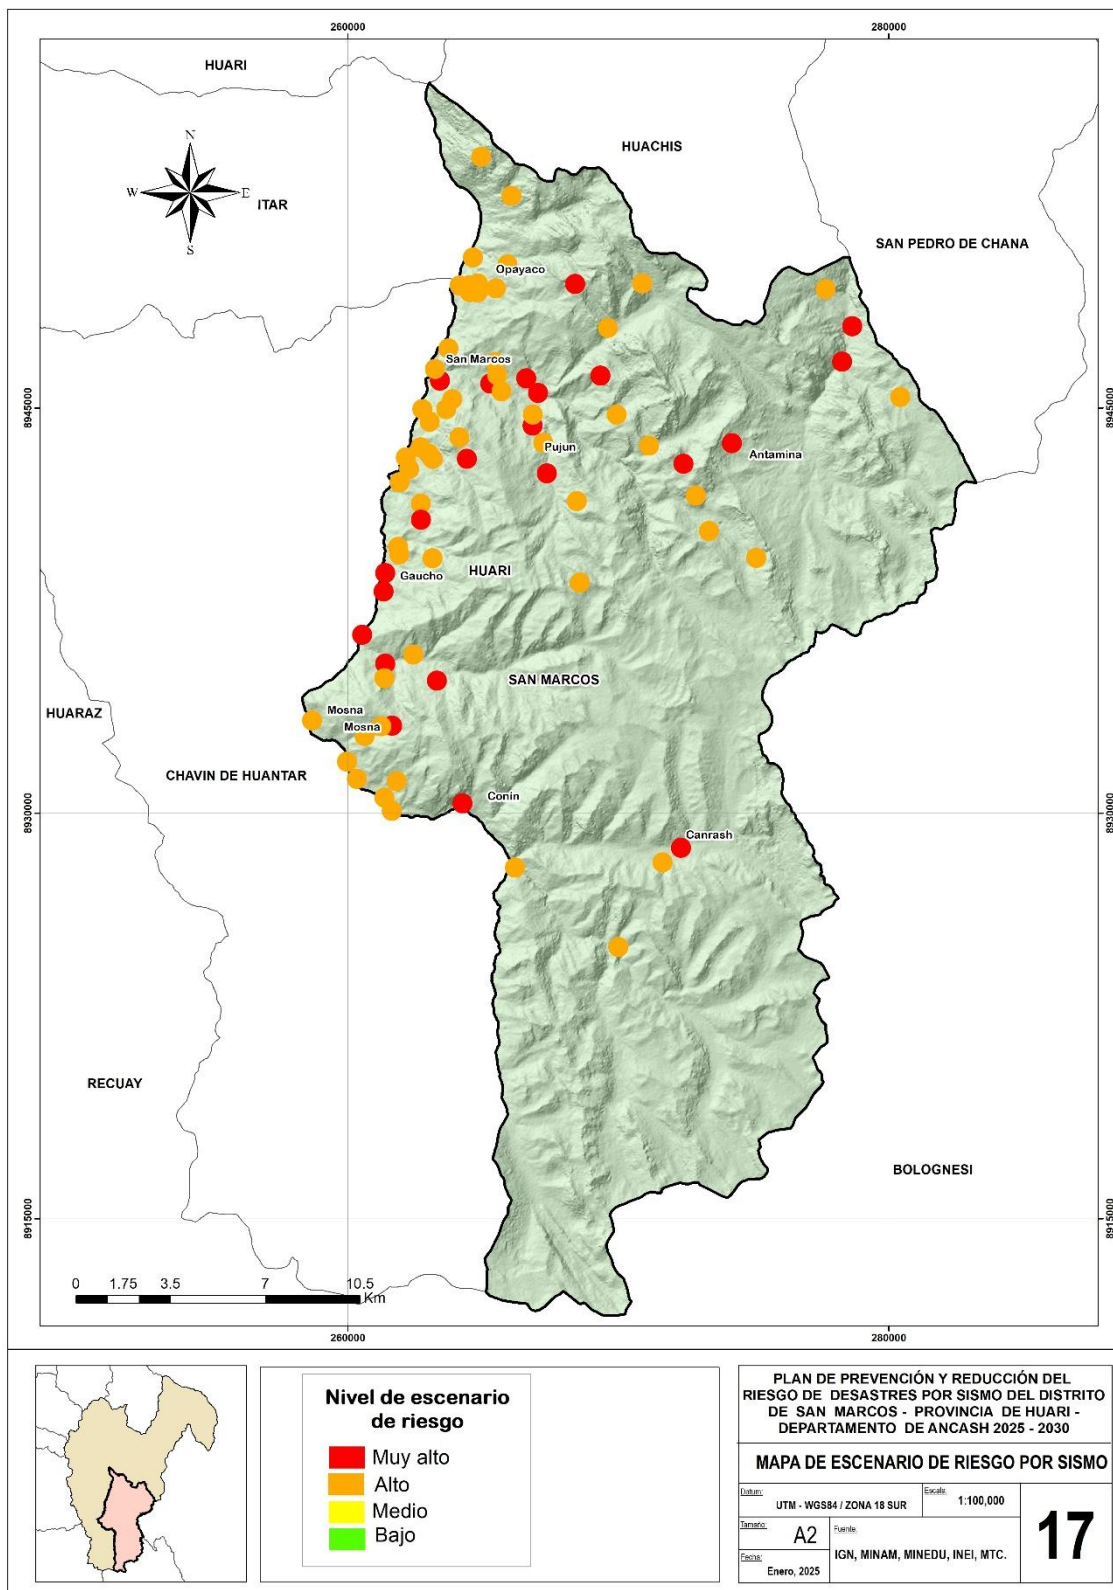 260000
280000
HUARI
HUACHIS
N
W
E
S
ITAR
SAN PEDRO DE CHANA
Opayaco
San Marcos
8945000
8945000
Pujun
Antamina
Gaucho
HUARI
SAN MARCOS
Mosna
HUARAZ
Mosna
CHAVIN DE HUANTAR
Conin
8930000
8930000
Canrash
RECUAY
BOLOGNESI
8915000
8915000
0 1.75 3.5 7 10.5
Km
260000
280000
Nivel de escenario
de riesgo
Muy alto
Alto
Medio
Bajo
PLAN DE PREVENCIÓN Y REDUCCIÓN DEL
RIESGO DE DESASTRES POR SISMO DEL DISTRITO
DE SAN MARCOS - PROVINCIA DE HUARI -
DEPARTAMENTO DE ANCASH 2025 - 2030
MAPA DE ESCENARIO DE RIESGO POR SISMO
Datum:
UTM - WGS84 / ZONA 18 SUR
Escala:
1:100,000
Tamaño:
A2
Fuente:
IGN, MINAM, MINEDU, INEI, MTC.
Fecha:
Enero, 2025
17